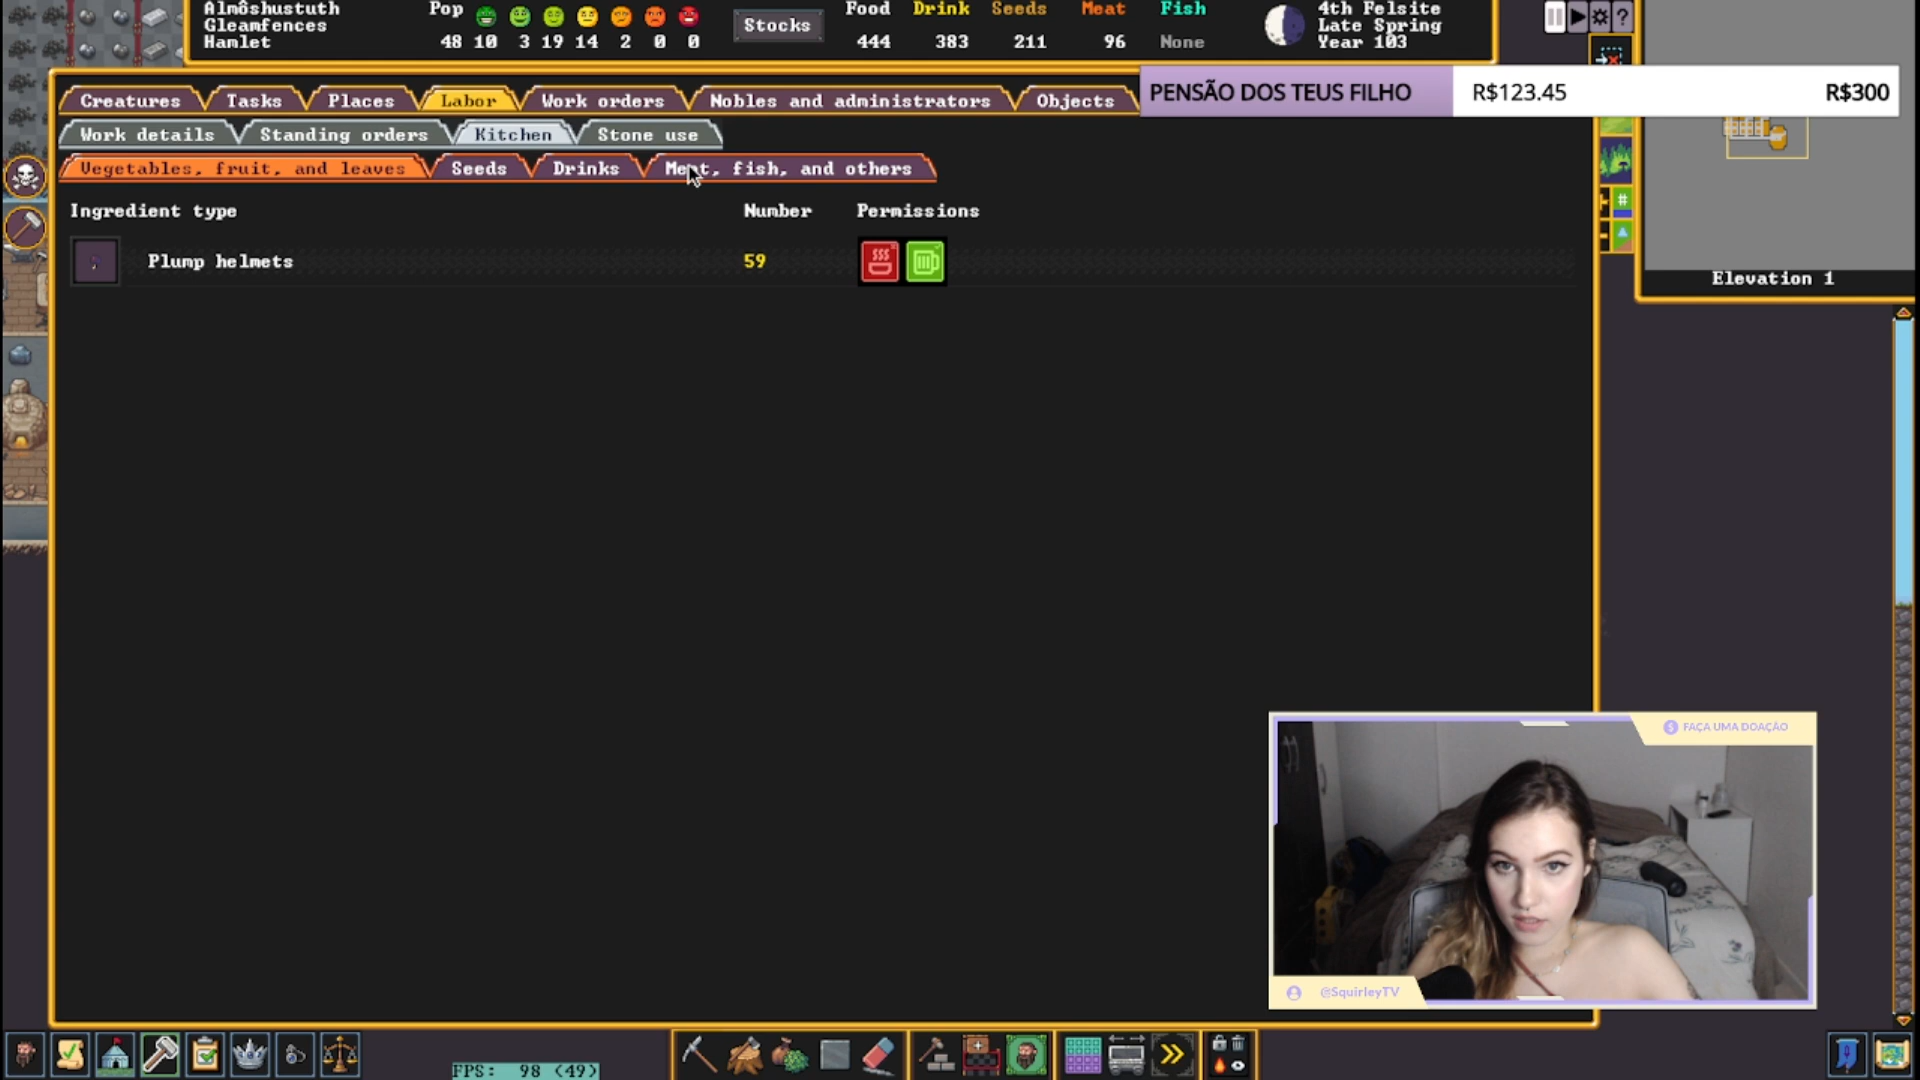 Almôshustuth
Gleamfences
Hamlet
Pop
48 10 3 19 14 2 0 0
Stocks
Food Drink Seeds Meat Fish
444 383 211 96 None
4th Felsite
Late Spring
Year 103
Creatures Tasks Places Labor Work orders Nobles and administrators Objects
PENSÃO DOS TEUS FILHO R$123.45 R$300
Work details Standing orders Kitchen Stone use
Vegetables, fruit, and leaves Seeds Drinks Meat, fish, and others
Ingredient type Number Permissions
Plump helmets 59
Elevation 1
FAÇA UMA DOAÇÃO
@SquirleyTV
FPS: 98 (49)